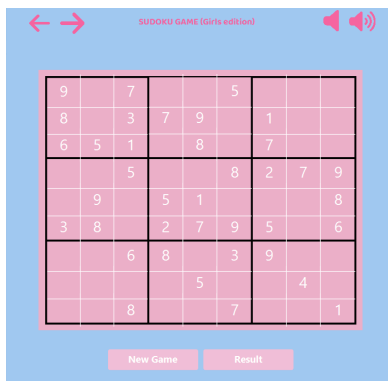 SUDOKU GAME (Girls edition)
9 7 5
8 3 7 9 1
6 5 1 8 7
5 8 2 7 9
9 5 1 8
3 8 2 7 9 5 6
6 8 3 9
5 4
8 7 1
New Game Result